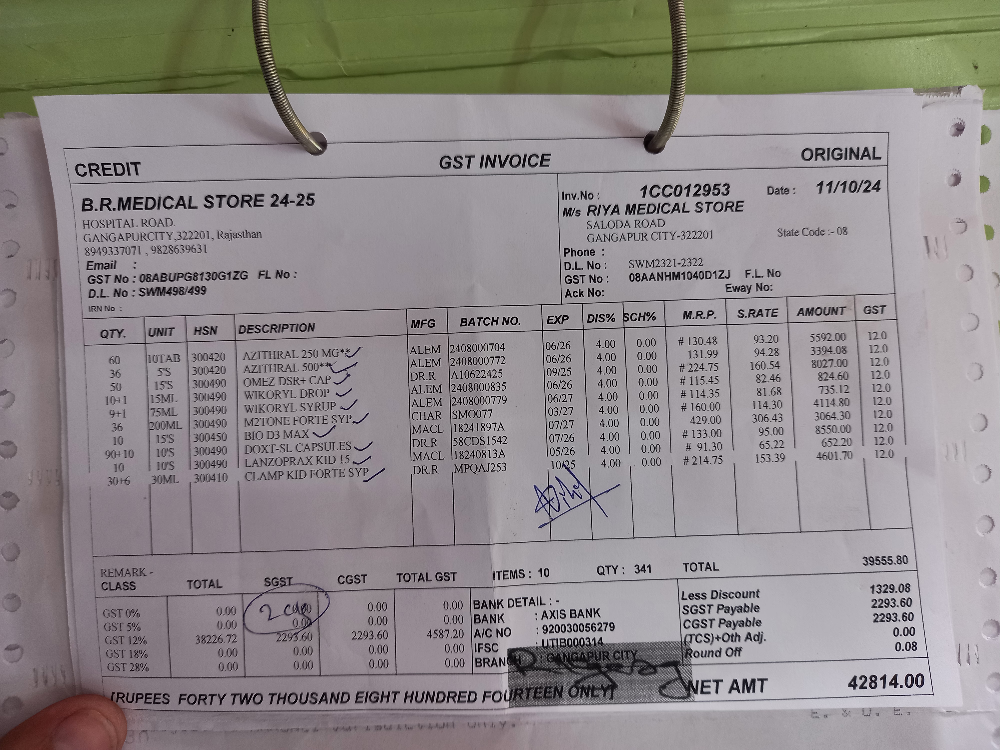 CREDIT GST INVOICE ORIGINAL
B.R.MEDICAL STORE 24-25
HOSPITAL ROAD.
GANGAPURCITY,322201, Rajasthan
8949337071 ,9828639631
Email :
GST No : 08ABUPG8130G1ZG FL No :
D.L. No : SWM498/499
IRN No :
Inv.No : 1CC012953 Date : 11/10/24
M/s RIYA MEDICAL STORE
SALODA ROAD
GANGAPUR CITY-322201 State Code :- 08
Phone :
D.L. No : SWM2321-2322
GST No : 08AANHM1040D1ZJ F.L. No
Ack No: Eway No:
QTY. UNIT HSN DESCRIPTION MFG BATCH NO. EXP DIS% SCH% M.R.P. S.RATE AMOUNT GST
60 10TAB 300420 AZITHRAL 250 MG** ALEM 2408000704 06/26 4.00 0.00 # 130.48 93.20 5592.00 12.0
36 5'S 300420 AZITHRAL 500** ALEM 2408000772 06/26 4.00 0.00 131.99 94.28 3394.08 12.0
50 15'S 300490 OMEZ DSR+ CAP DR.R A10622425 09/25 4.00 0.00 # 224.75 160.54 8027.00 12.0
10+1 15ML 300490 WIKORYL DROP ALEM 2408000835 06/26 4.00 0.00 # 115.45 82.46 824.60 12.0
9+1 75ML 300490 WIKORYL SYRUP ALEM 2408000779 06/27 4.00 0.00 # 114.35 81.68 735.12 12.0
36 200ML 300490 M2TONE FORTE SYP CHAR SMO077 03/27 4.00 0.00 # 160.00 114.30 4114.80 12.0
10 15'S 300450 BIO D3 MAX MACL 18241897A 07/27 4.00 0.00 429.00 306.43 3064.30 12.0
90+10 10'S 300490 DOXT-SL CAPSULES DR.R 58CDS1542 07/26 4.00 0.00 # 133.00 95.00 8550.00 12.0
10 10'S 300490 LANZOPRAX KID 15 MACL 18240813A 05/26 4.00 0.00 # 91.30 65.22 652.20 12.0
30+6 30ML 300410 CLAMP KID FORTE SYP DR.R MPOAJ253 10/25 4.00 0.00 # 214.75 153.39 4601.70 12.0
REMARK -
ITEMS : 10 QTY : 341 TOTAL 39555.80
CLASS TOTAL SGST CGST TOTAL GST
GST 0% 0.00 0.00 0.00 0.00
GST 5% 0.00 0.00 0.00 0.00
GST 12% 38226.72 2293.60 2293.60 4587.20
GST 18% 0.00 0.00 0.00 0.00
GST 28% 0.00 0.00 0.00 0.00
BANK DETAIL : -
BANK : AXIS BANK
A/C NO : 920030056279
IFSC : UTIB000314
BRANCH : GANGAPUR CITY
Less Discount 1329.08
SGST Payable 2293.60
CGST Payable 2293.60
(TCS)+Oth Adj. 0.00
Round Off 0.08
[RUPEES FORTY TWO THOUSAND EIGHT HUNDRED FOURTEEN ONLY] NET AMT 42814.00
E. & O. E.